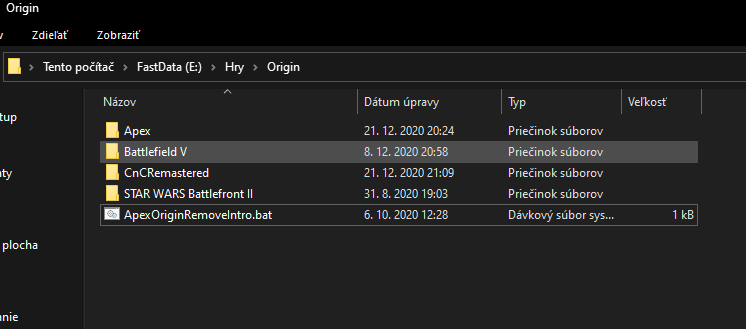 Origin
Zdieľať Zobraziť
Tento počítač > FastData (E:) > Hry > Origin
Názov Dátum úpravy Typ Veľkosť
Apex 21. 12. 2020 20:24 Priečinok súborov
Battlefield V 8. 12. 2020 20:58 Priečinok súborov
CnCRemastered 21. 12. 2020 21:09 Priečinok súborov
STAR WARS Battlefront II 31. 8. 2020 19:03 Priečinok súborov
ApexOriginRemoveIntro.bat 6. 10. 2020 12:28 Dávkový súbor sys... 1 kB
tup
aty
plocha
nnie